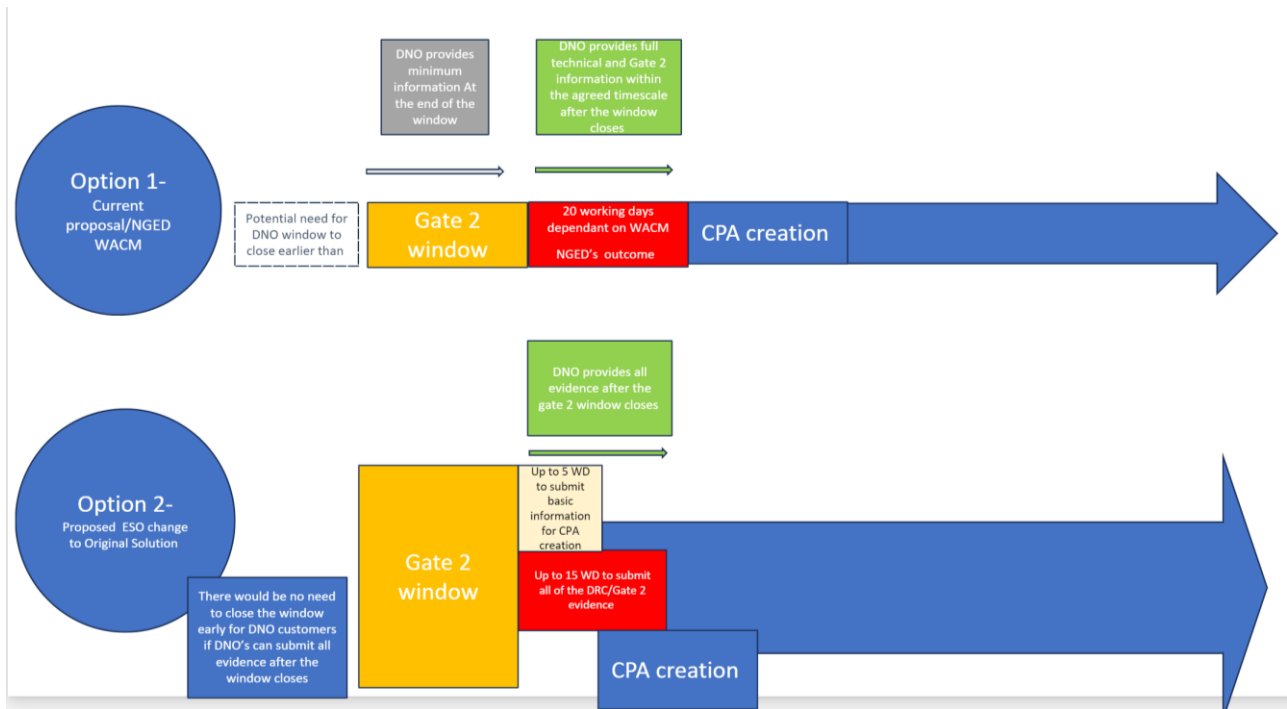 DNO provides
minimum
information At
the end of the
window
DNO provides full
technical and Gate 2
information within
the agreed timescale
after the window
closes
Option 1-
Current
proposal/NGED
WACM
Potential need for
DNO window to
close earlier than
Gate 2
window
20 working days
dependant on WACM
NGED's outcome
CPA creation
DNO provides all
evidence after the
gate 2 window closes
Option 2-
Proposed ESO change
to Original Solution
There would be no need
to close the window
early for DNO customers
if DNO's can submit all
evidence after the
window closes
Gate 2
window
Up to 5 WD
to submit
basic
information
for CPA
creation
Up to 15 WD to submit
all of the DRC/Gate 2
evidence
CPA creation